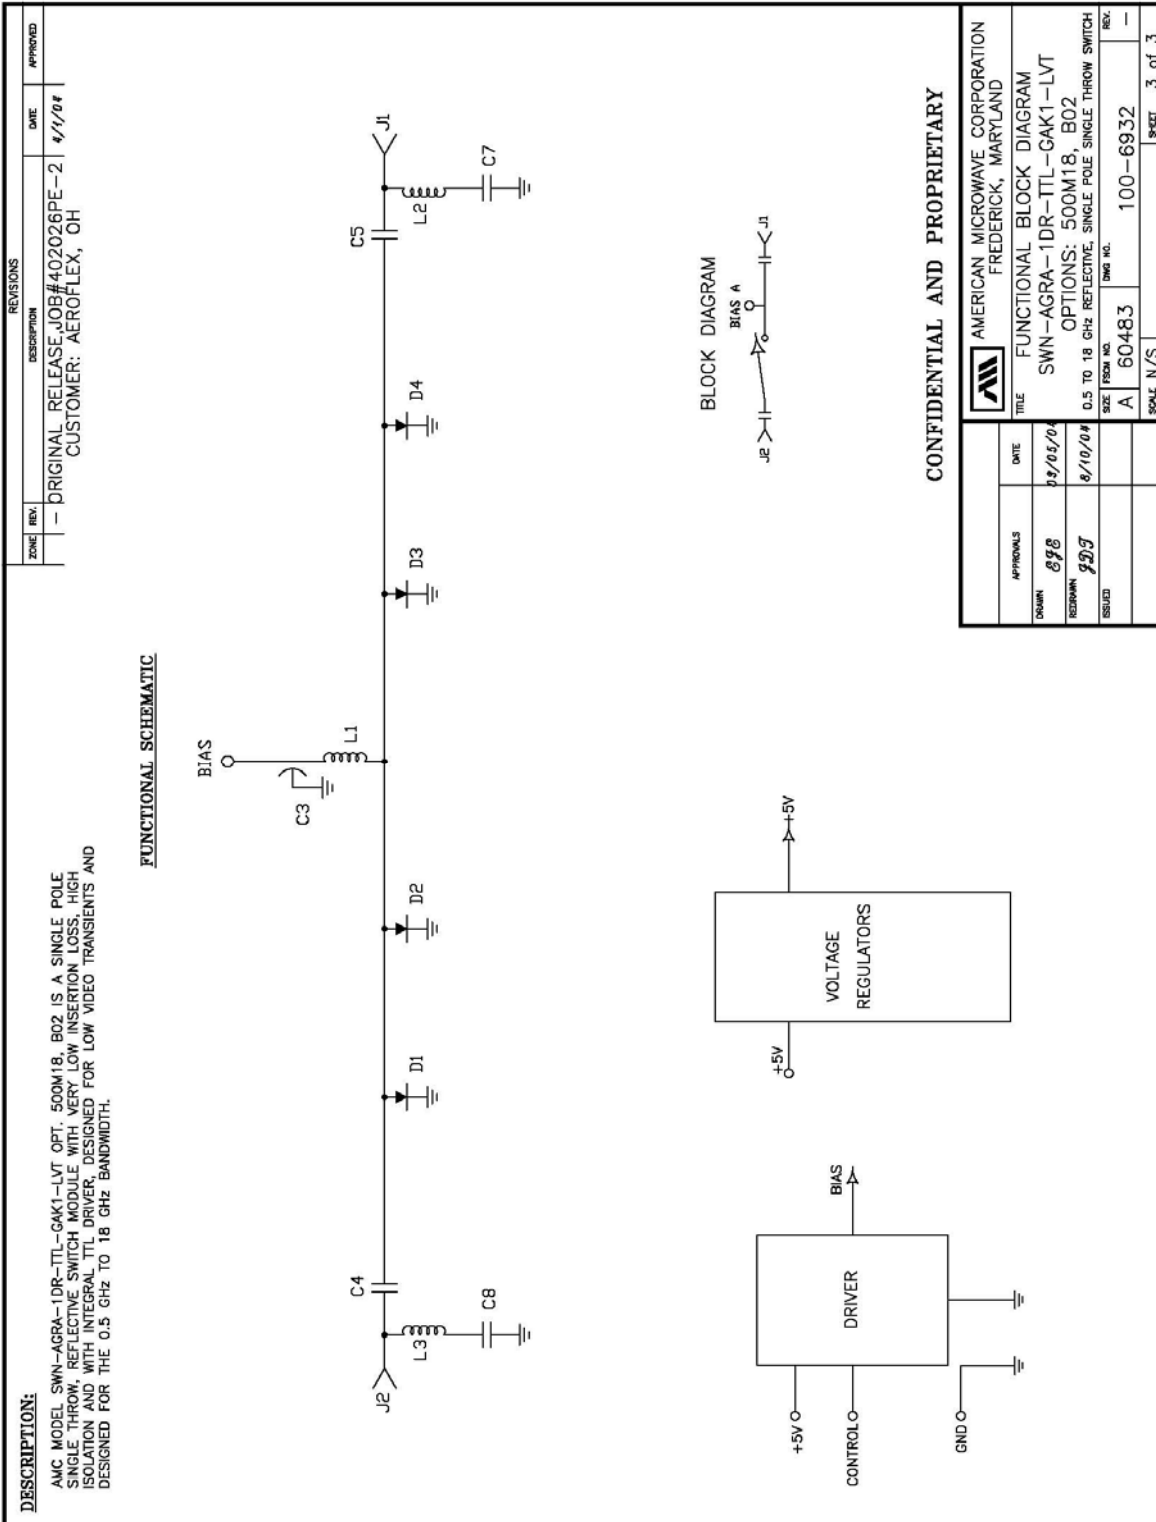 DESCRIPTION:
AMC MODEL SWN-AGRA-1DR-TTL-GAK1-LVT OPT. 500M18, B02 IS A SINGLE POLE
SINGLE THROW, REFLECTIVE SWITCH MODULE WITH VERY LOW INSERTION LOSS, HIGH
ISOLATION AND WITH INTEGRAL TTL DRIVER, DESIGNED FOR LOW VIDEO TRANSIENTS AND
DESIGNED FOR THE 0.5 GHz TO 18 GHz BANDWIDTH.
REVISIONS
ZONE REV. DESCRIPTION DATE APPROVED
- ORIGINAL RELEASE,JOB#402026PE-2 4/1/04
CUSTOMER: AEROFLEX, OH
FUNCTIONAL SCHEMATIC
BIAS
C3
L1
J2
L3
C8
C4
D1
D2
D3
D4
C5
L2
C7
J1
+5V
CONTROL
GND
DRIVER
BIAS
+5V
VOLTAGE
REGULATORS
+5V
BLOCK DIAGRAM
BIAS A
J2
J1
CONFIDENTIAL AND PROPRIETARY
APPROVALS DATE
DRAWN EJE 03/05/04
REDRAWN JDT 8/10/04
ISSUED
AMERICAN MICROWAVE CORPORATION
FREDERICK, MARYLAND
TITLE
FUNCTIONAL BLOCK DIAGRAM
SWN-AGRA-1DR-TTL-GAK1-LVT
OPTIONS: 500M18, B02
0.5 TO 18 GHz REFLECTIVE, SINGLE POLE SINGLE THROW SWITCH
SIZE FSCM NO. DWG NO. REV.
A 60483 100-6932 -
SCALE N/S SHEET 3 of 3